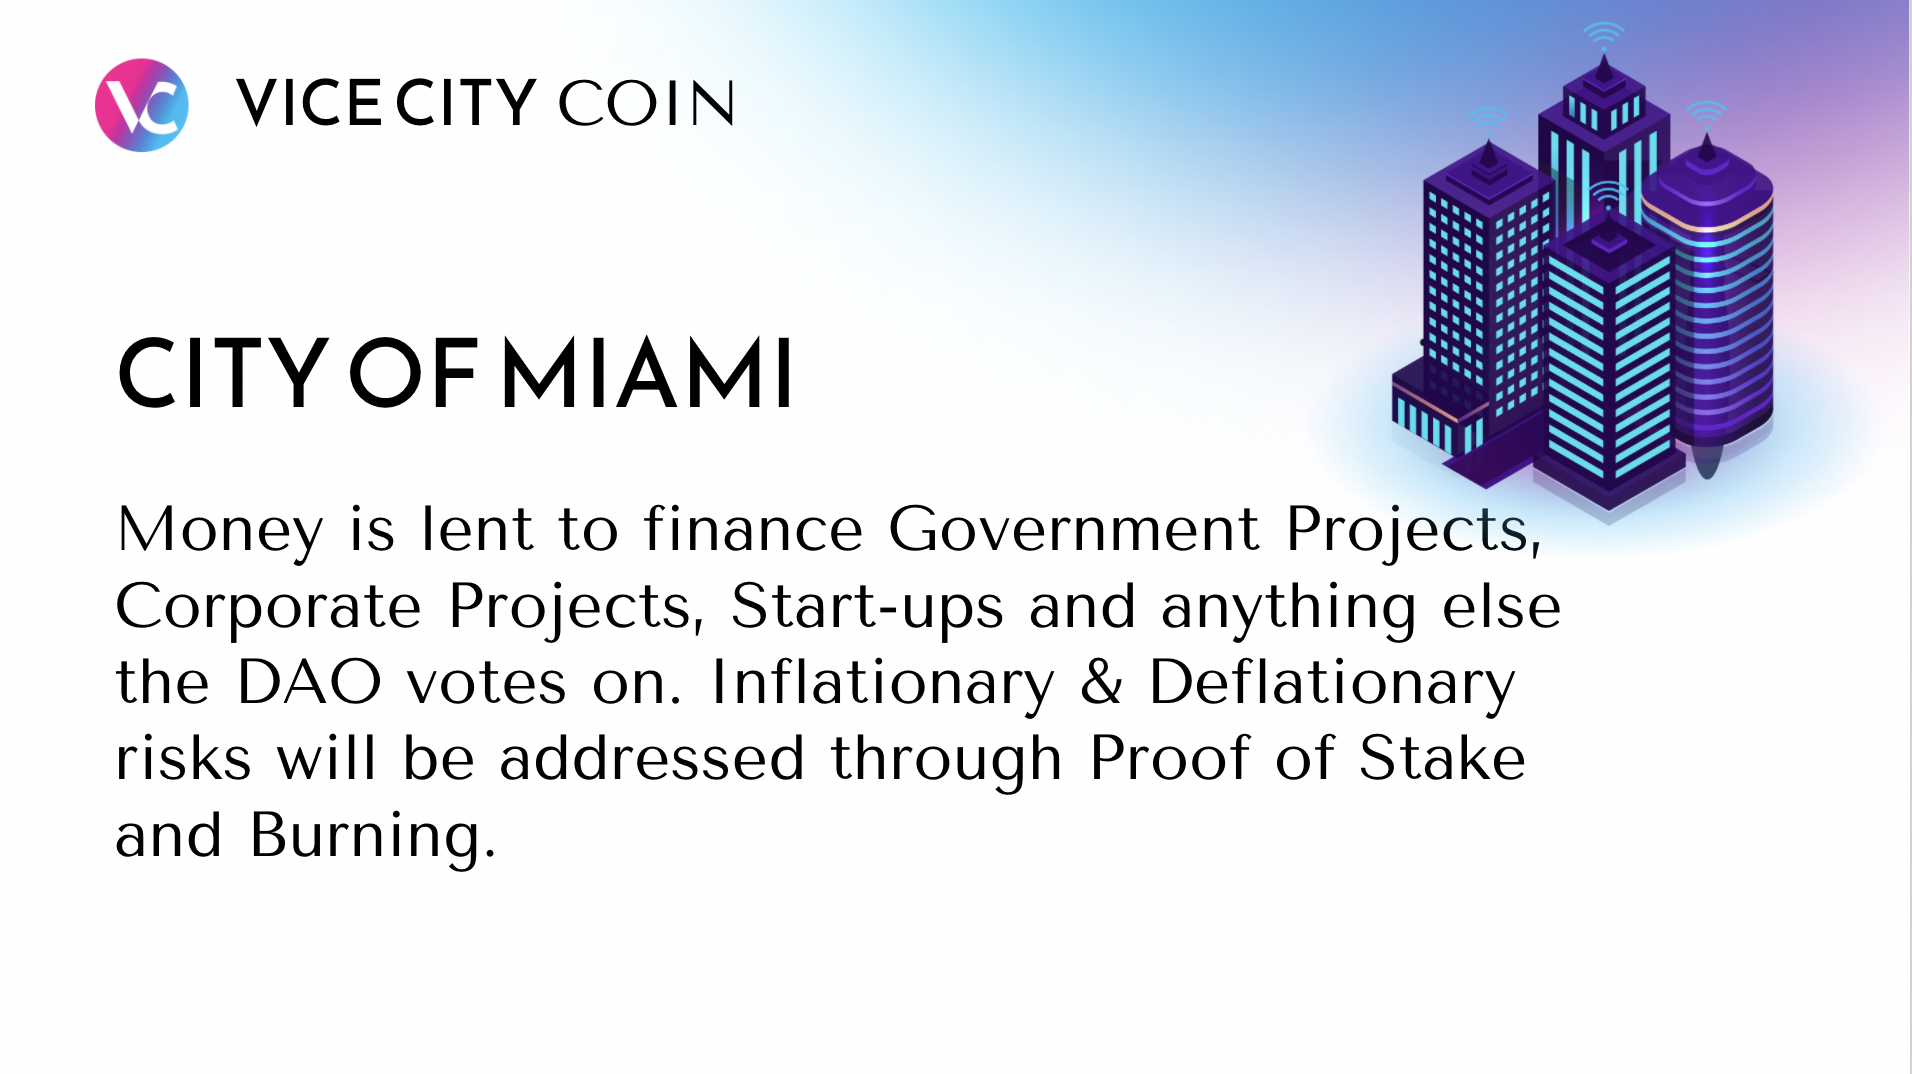 VC
VICE CITY COIN
CITY OF MIAMI
Money is lent to finance Government Projects,
Corporate Projects, Start-ups and anything else
the DAO votes on. Inflationary & Deflationary
risks will be addressed through Proof of Stake
and Burning.